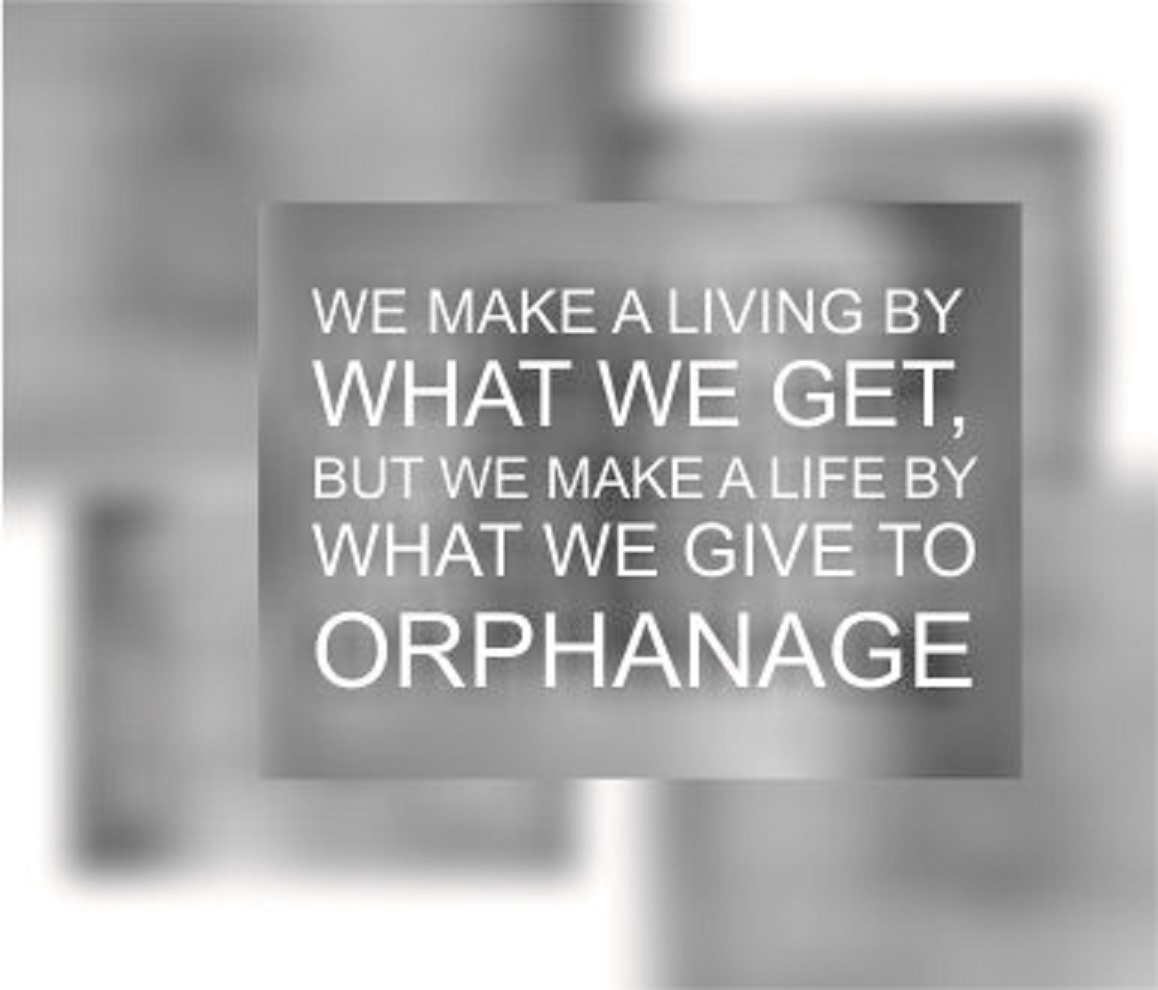 WE MAKE A LIVING BY
WHAT WE GET,
BUT WE MAKE A LIFE BY
WHAT WE GIVE TO
ORPHANAGE